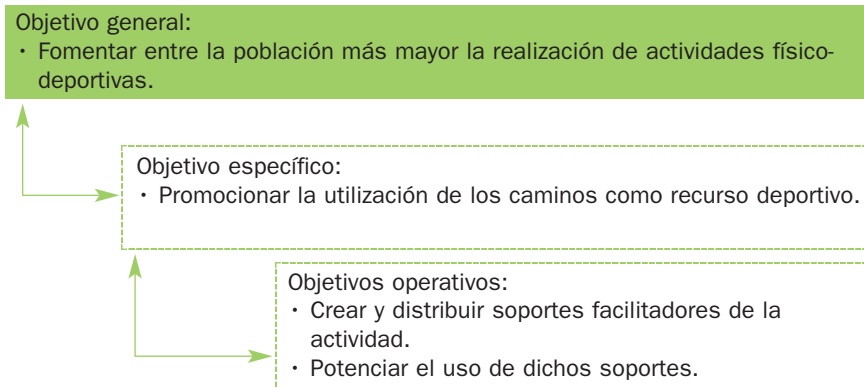 Objetivo general:
· Fomentar entre la población más mayor la realización de actividades físico-
deportivas.
Objetivo específico:
· Promocionar la utilización de los caminos como recurso deportivo.
Objetivos operativos:
· Crear y distribuir soportes facilitadores de la
actividad.
· Potenciar el uso de dichos soportes.